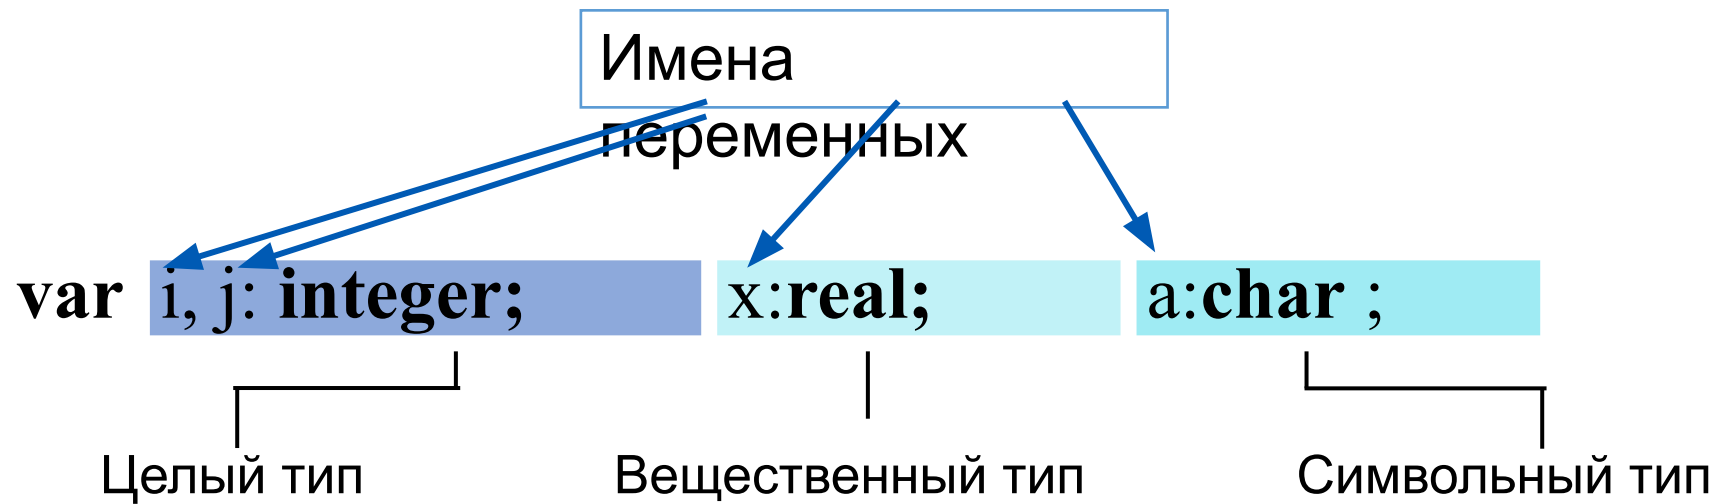 Имена
переменных
var i, j: integer; x:real; a:char ;
Целый тип Вещественный тип Символьный тип